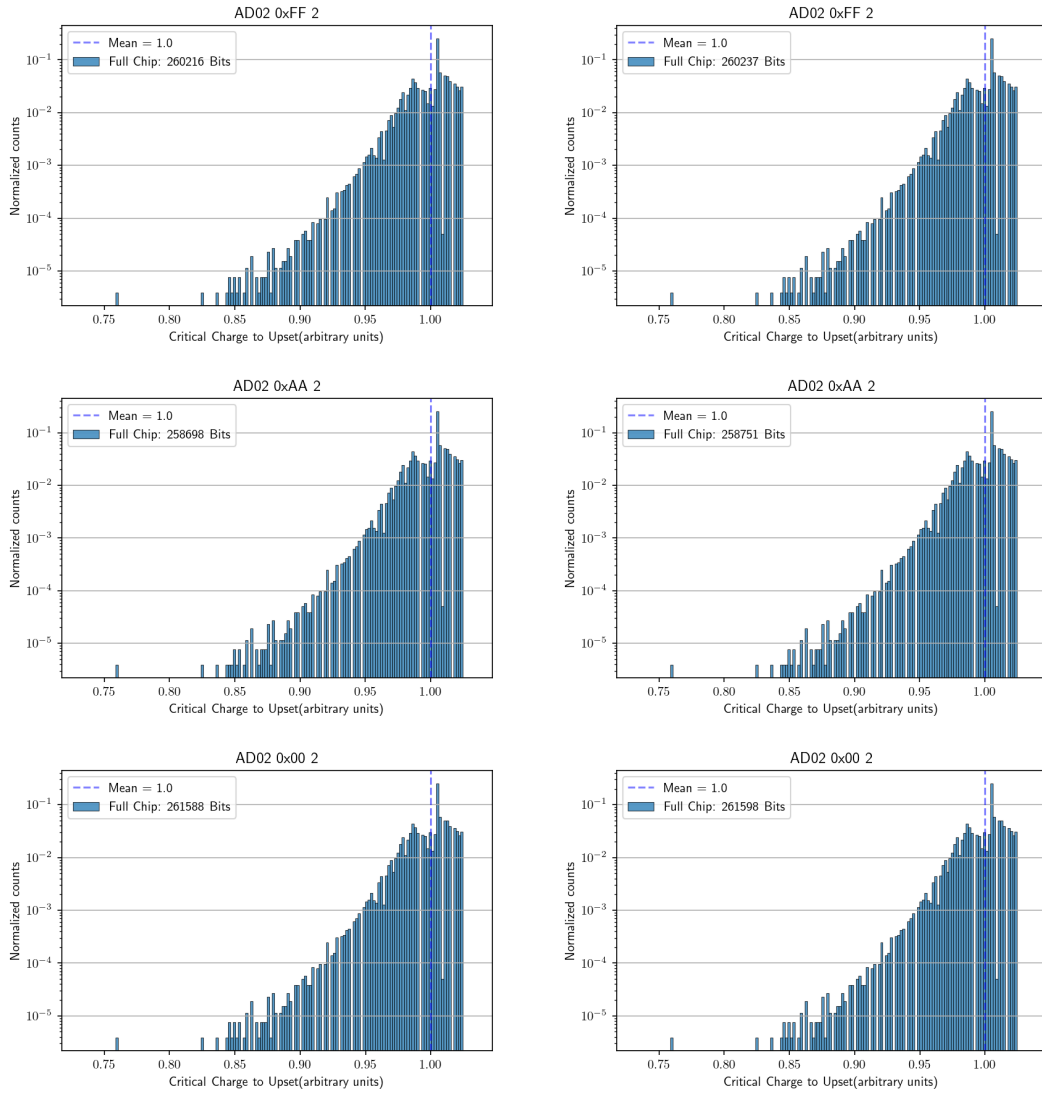 AD02 0xFF 2
Mean = 1.0
Full Chip: 260216 Bits
Normalized counts
10⁻¹
10⁻²
10⁻³
10⁻⁴
10⁻⁵
0.75 0.80 0.85 0.90 0.95 1.00
Critical Charge to Upset(arbitrary units)
AD02 0xFF 2
Mean = 1.0
Full Chip: 260237 Bits
Normalized counts
10⁻¹
10⁻²
10⁻³
10⁻⁴
10⁻⁵
0.75 0.80 0.85 0.90 0.95 1.00
Critical Charge to Upset(arbitrary units)
AD02 0xAA 2
Mean = 1.0
Full Chip: 258698 Bits
Normalized counts
10⁻¹
10⁻²
10⁻³
10⁻⁴
10⁻⁵
0.75 0.80 0.85 0.90 0.95 1.00
Critical Charge to Upset(arbitrary units)
AD02 0xAA 2
Mean = 1.0
Full Chip: 258751 Bits
Normalized counts
10⁻¹
10⁻²
10⁻³
10⁻⁴
10⁻⁵
0.75 0.80 0.85 0.90 0.95 1.00
Critical Charge to Upset(arbitrary units)
AD02 0x00 2
Mean = 1.0
Full Chip: 261588 Bits
Normalized counts
10⁻¹
10⁻²
10⁻³
10⁻⁴
10⁻⁵
0.75 0.80 0.85 0.90 0.95 1.00
Critical Charge to Upset(arbitrary units)
AD02 0x00 2
Mean = 1.0
Full Chip: 261598 Bits
Normalized counts
10⁻¹
10⁻²
10⁻³
10⁻⁴
10⁻⁵
0.75 0.80 0.85 0.90 0.95 1.00
Critical Charge to Upset(arbitrary units)